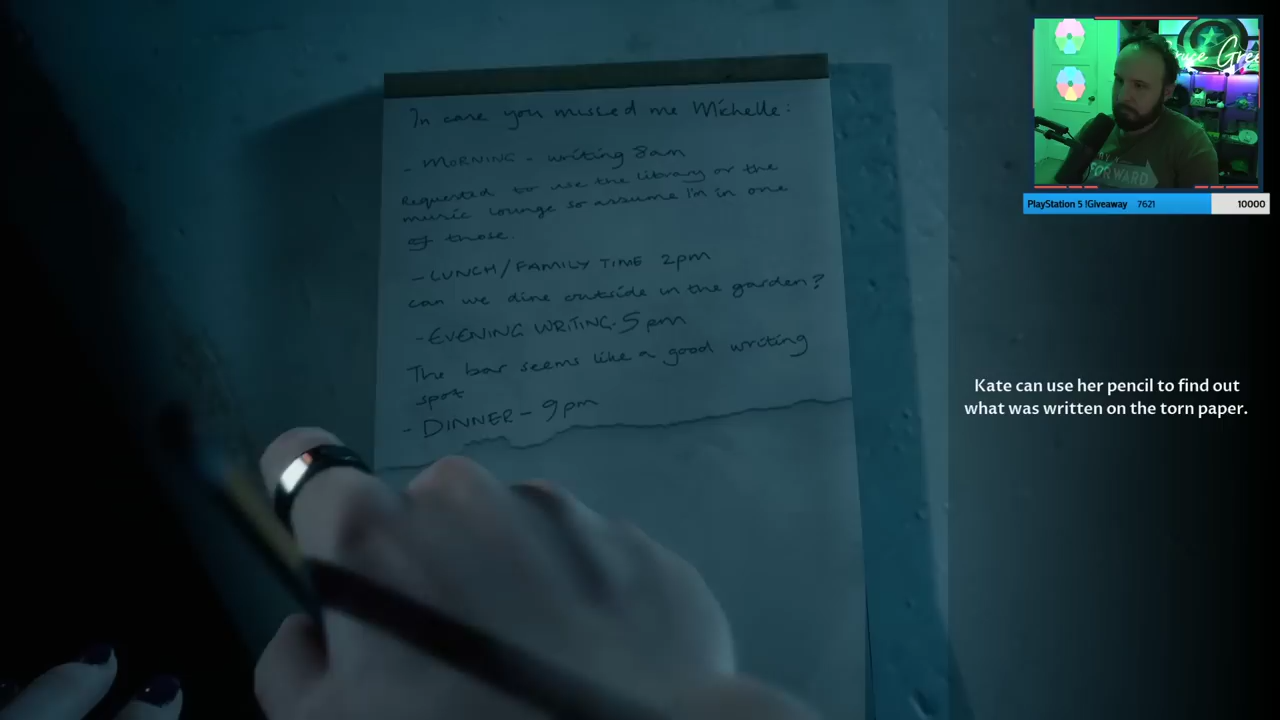 In case you missed me Michelle:
- MORNING - writing 8am
Requested to use the library or the
music lounge so assume I'm in one
of those.
- LUNCH/FAMILY TIME 2pm
can we dine outside in the garden?
- EVENING WRITING - 5pm
The bar seems like a good writing
spot
- DINNER - 9pm
Kate can use her pencil to find out
what was written on the torn paper.
PlayStation 5 !Giveaway 7621 10000
FORWARD